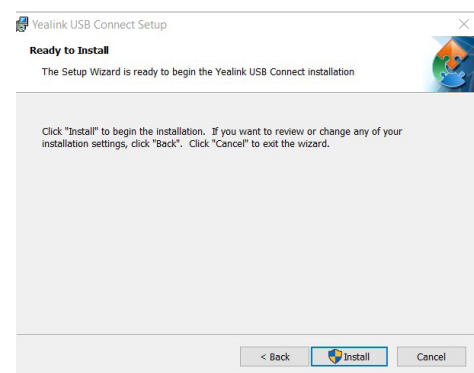 Yealink USB Connect Setup
Ready to Install
The Setup Wizard is ready to begin the Yealink USB Connect installation
Click "Install" to begin the installation. If you want to review or change any of your
installation settings, click "Back". Click "Cancel" to exit the wizard.
< Back Install Cancel